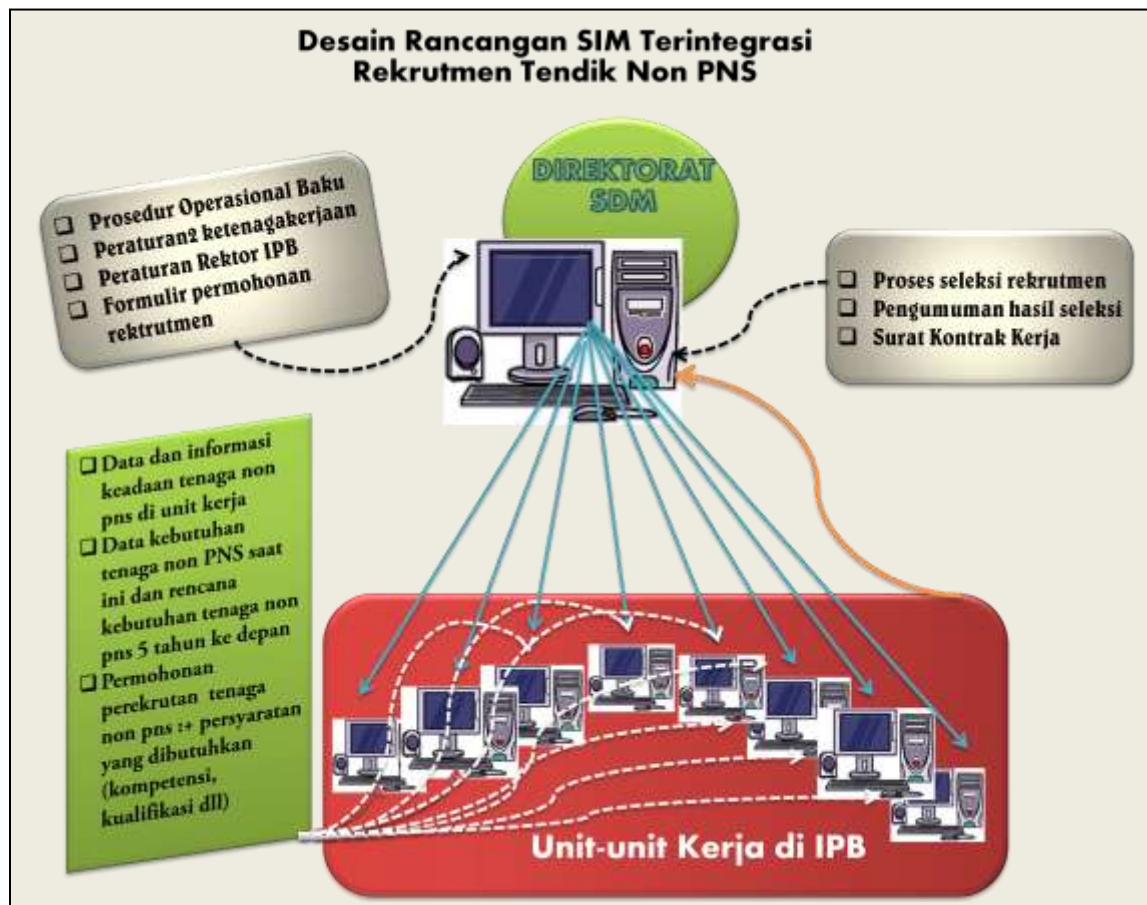 Desain Rancangan SIM Terintegrasi
Rekrutmen Tendik Non PNS
DIREKTORAT
SDM
❑ Prosedur Operasional Baku
❑ Peraturan2 ketenagakerjaan
❑ Peraturan Rektor IPB
❑ Formulir permohonan
rektrutmen
❑ Proses seleksi rekrutmen
❑ Pengumuman hasil seleksi
❑ Surat Kontrak Kerja
❑ Data dan informasi
keadaan tenaga non
pns di unit kerja
❑ Data kebutuhan
tenaga non PNS saat
ini dan rencana
kebutuhan tenaga non
pns 5 tahun ke depan
❑ Permohonan
perekrutan tenaga
non pns :+ persyaratan
yang dibutuhkan
(kompetensi,
kualifikasi dll)
Unit-unit Kerja di IPB